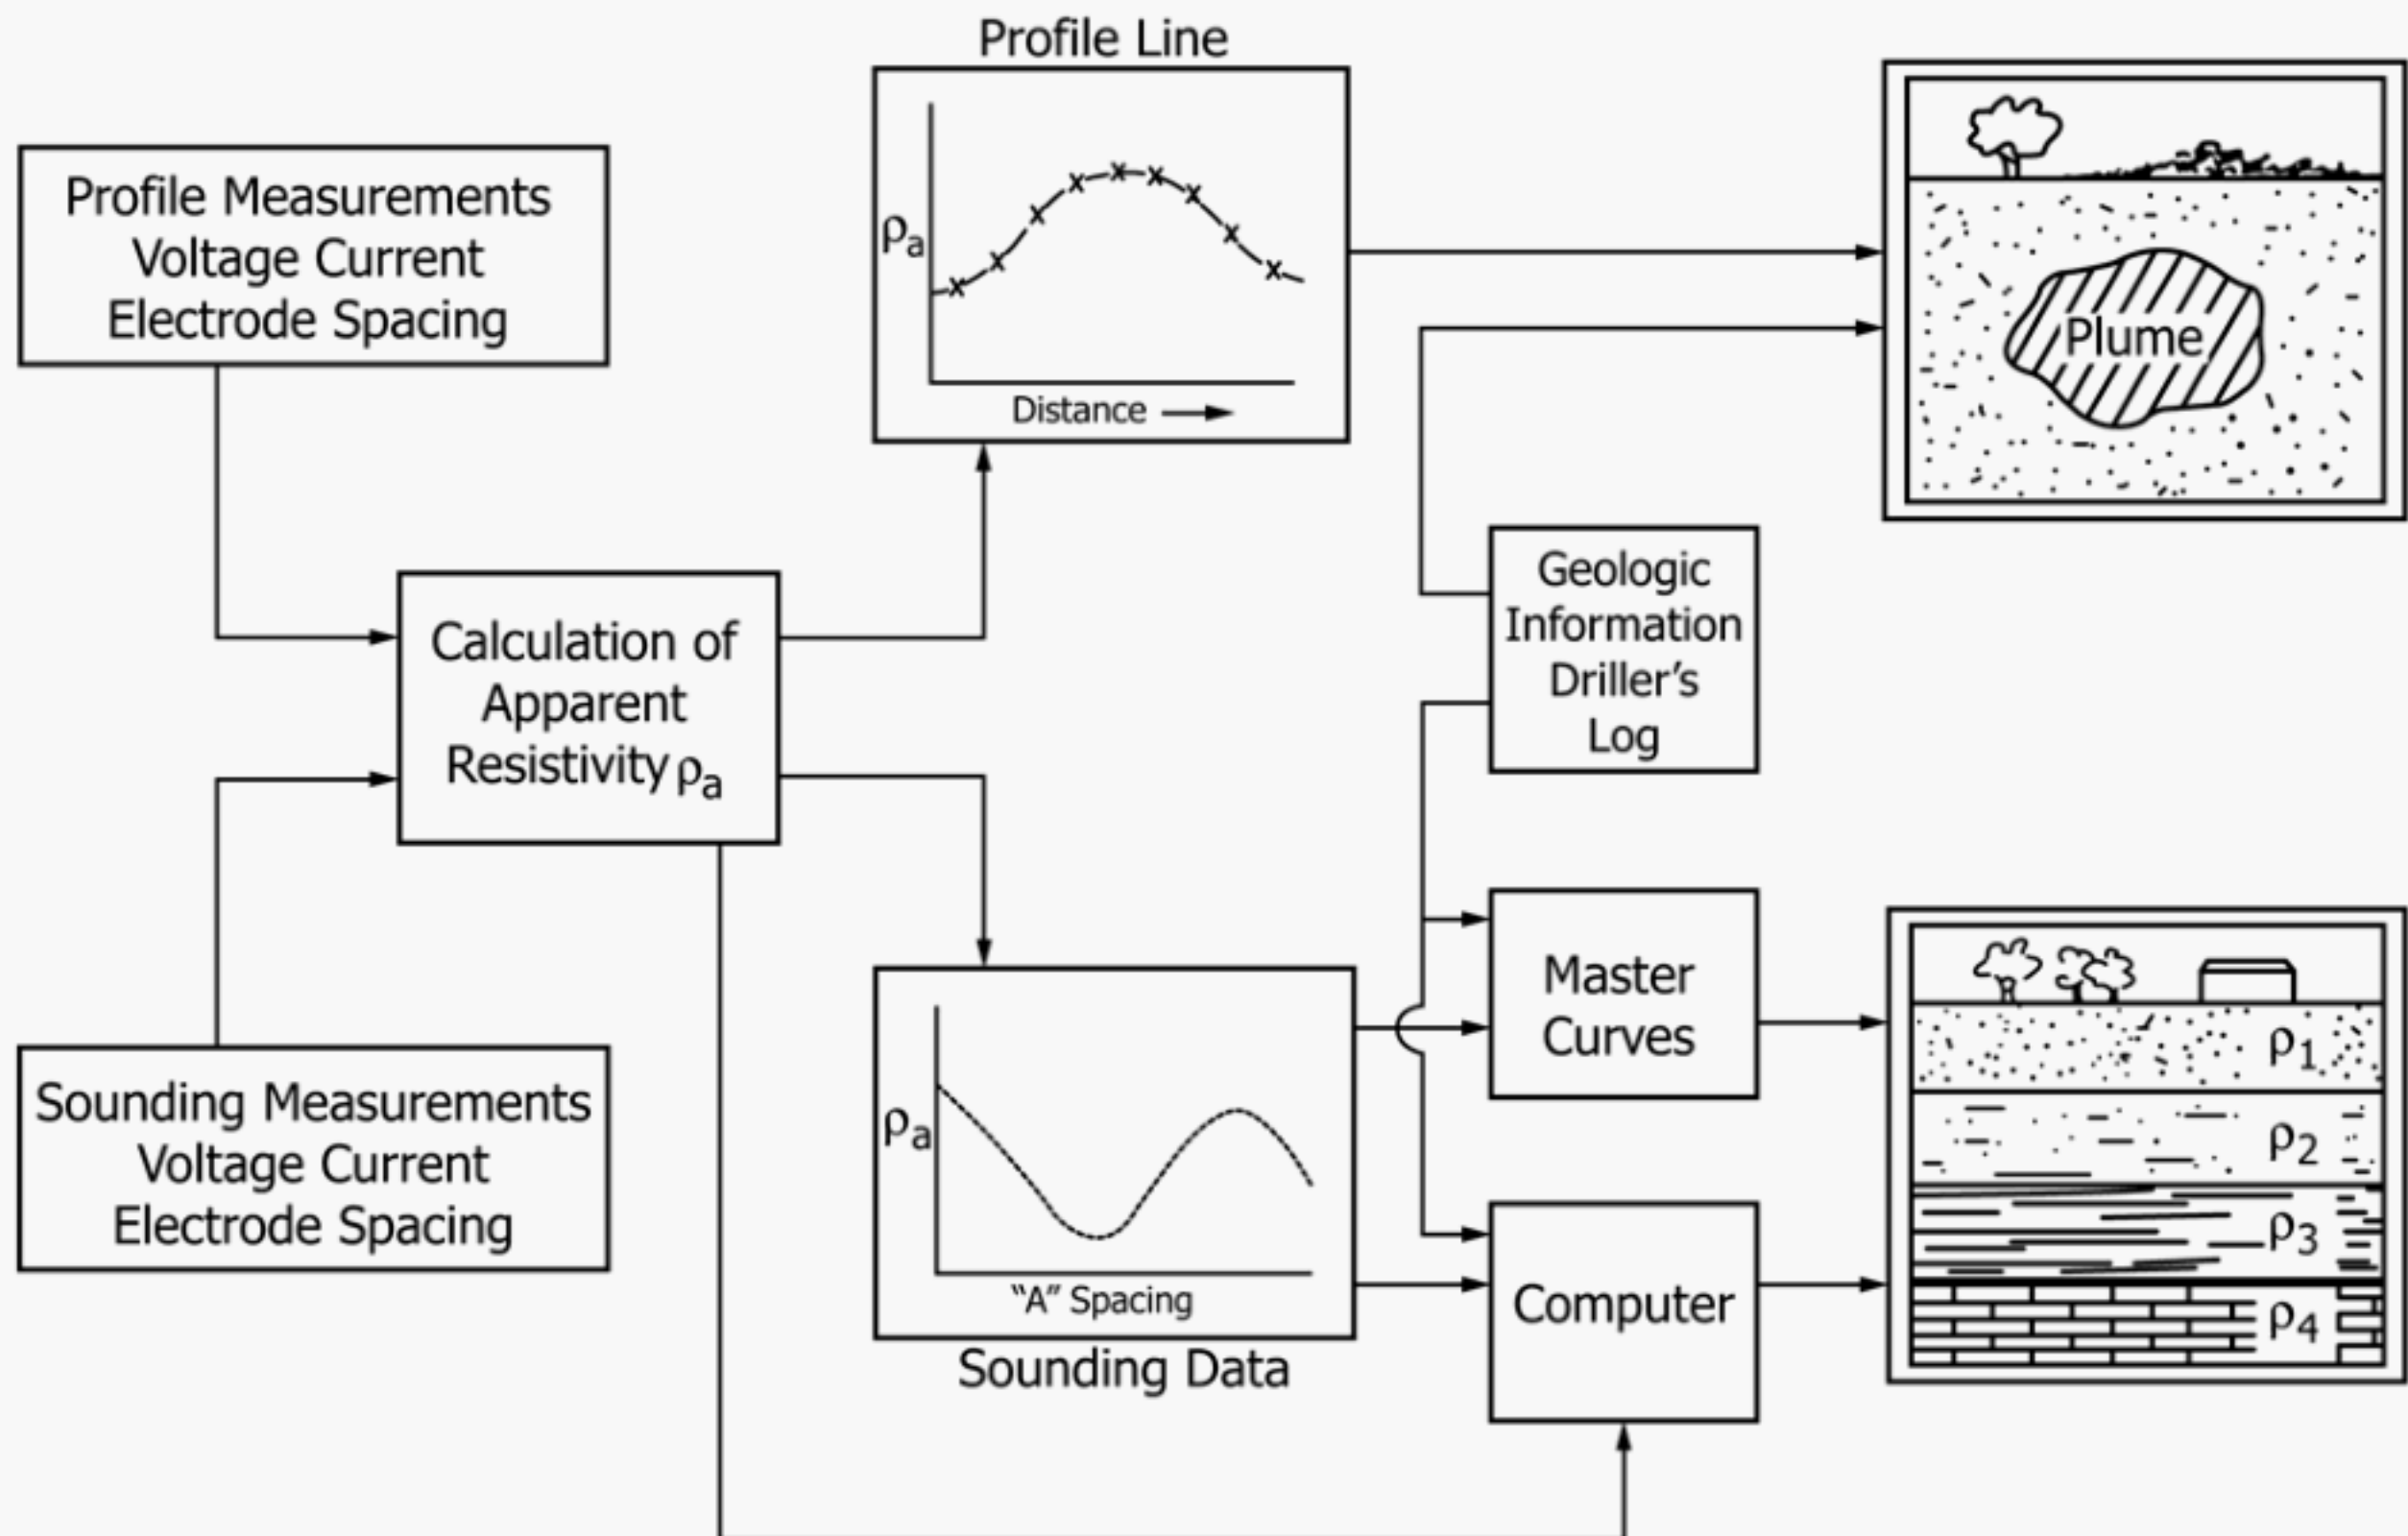 Profile Line
Profile Measurements
Voltage Current
Electrode Spacing
ρa
Distance
Plume
Calculation of
Apparent
Resistivity ρa
Geologic
Information
Driller’s
Log
Sounding Measurements
Voltage Current
Electrode Spacing
ρa
“A” Spacing
Sounding Data
Master
Curves
Computer
ρ1
ρ2
ρ3
ρ4